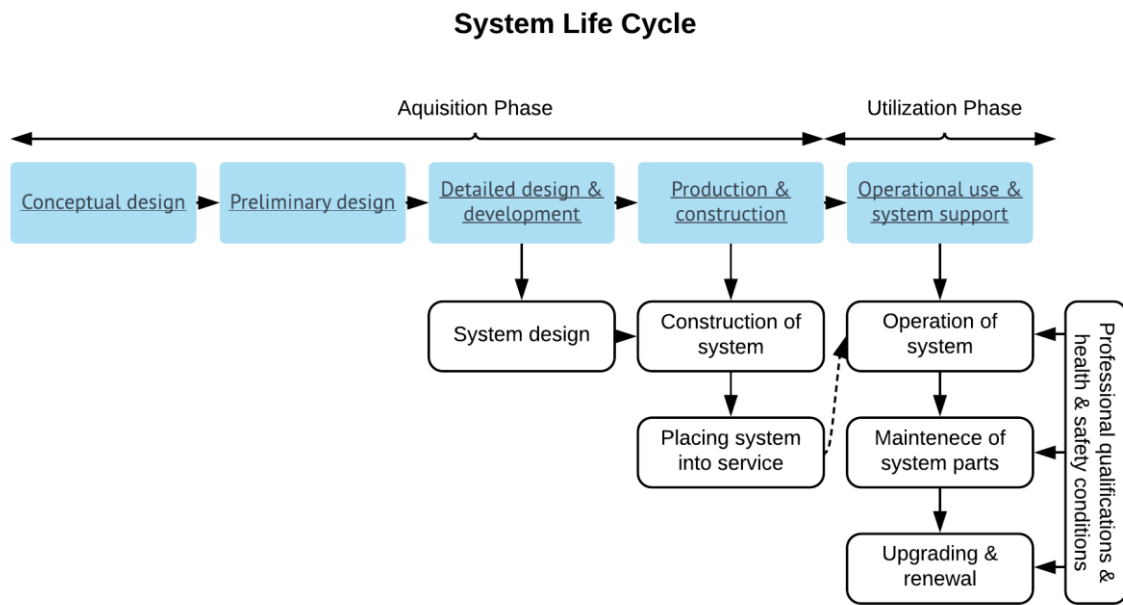 System Life Cycle
Aquisition Phase
Utilization Phase
Conceptual design
Preliminary design
Detailed design &
development
Production &
construction
Operational use &
system support
System design
Construction of
system
Operation of
system
Placing system
into service
Maintenece of
system parts
Upgrading &
renewal
Professional qualifications &
health & safety conditions